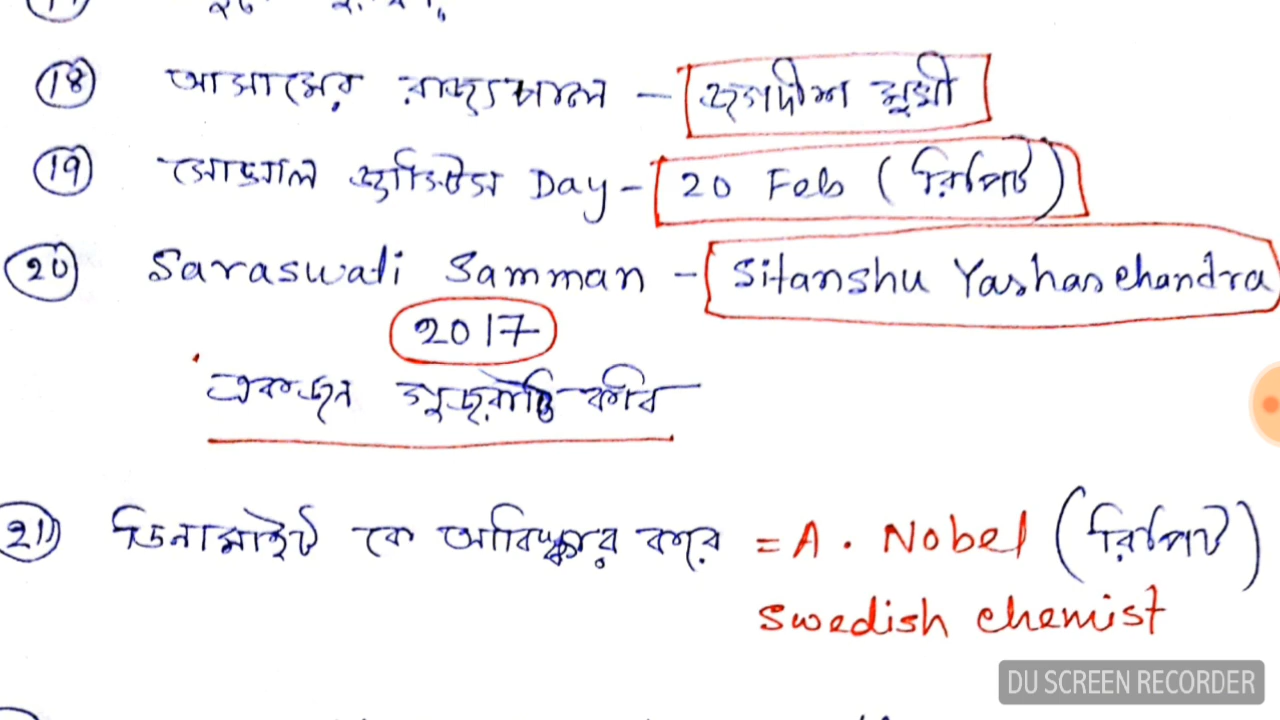 18 আসামের রাজ্যপাল – জগদীশ মুখী
19 সোশাল জাস্টিস Day – 20 Feb (রিপিট)
20 Saraswati Samman – Sitanshu Yashaschandra
2017
একজন গুজরাটি কবি
21 ডিনামাইট কে আবিষ্কার করে = A. Nobel (রিপিট)
Swedish chemist
DU SCREEN RECORDER